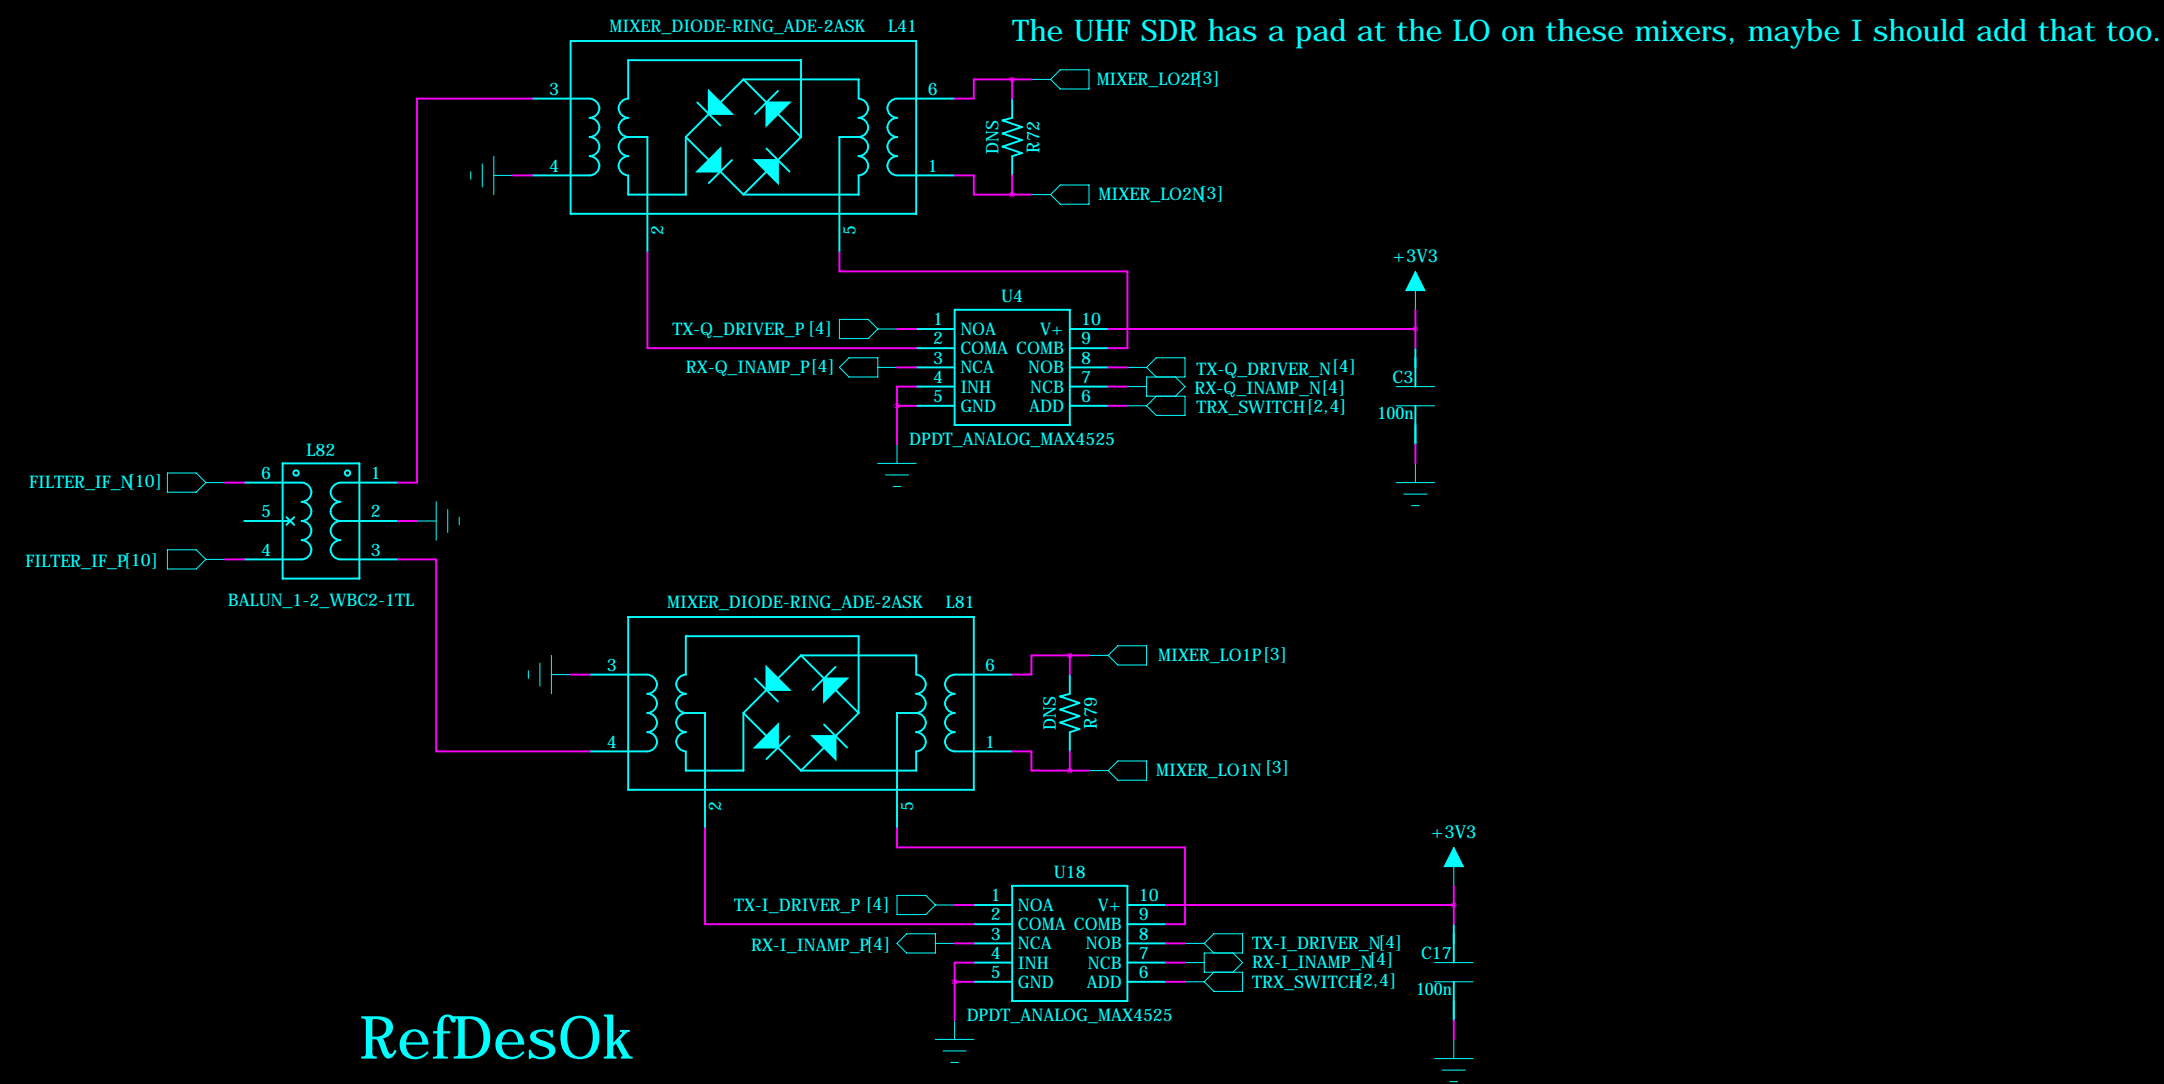 MIXER_DIODE-RING_ADE-2ASK L41
The UHF SDR has a pad at the LO on these mixers, maybe I should add that too.
3
4
6
1
2
5
MIXER_LO2P[3]
DNS
R72
MIXER_LO2N[3]
+3V3
U4
TX-Q_DRIVER_P [4]
RX-Q_INAMP_P[4]
1 NOA V+ 10
2 COMA COMB 9
3 NCA NOB 8
4 INH NCB 7
5 GND ADD 6
TX-Q_DRIVER_N[4]
RX-Q_INAMP_N[4]
TRX_SWITCH[2,4]
DPDT_ANALOG_MAX4525
C3
100n
L82
FILTER_IF_N[10]
6 1
5 2
4 3
FILTER_IF_P[10]
BALUN_1-2_WBC2-1TL
MIXER_DIODE-RING_ADE-2ASK L81
3
4
6
1
2
5
MIXER_LO1P[3]
DNS
R79
MIXER_LO1N [3]
+3V3
U18
TX-I_DRIVER_P [4]
RX-I_INAMP_P[4]
1 NOA V+ 10
2 COMA COMB 9
3 NCA NOB 8
4 INH NCB 7
5 GND ADD 6
TX-I_DRIVER_N[4]
RX-I_INAMP_N[4]
TRX_SWITCH[2,4]
DPDT_ANALOG_MAX4525
C17
100n
RefDesOk